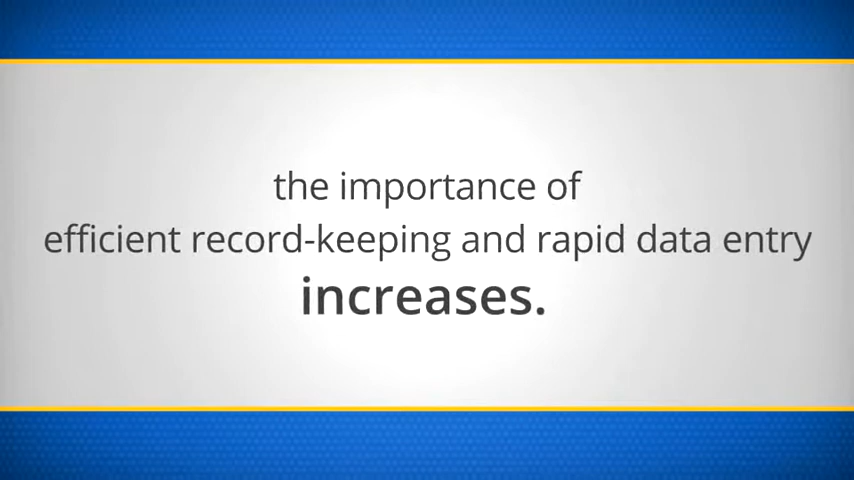 the importance of
efficient record-keeping and rapid data entry
increases.